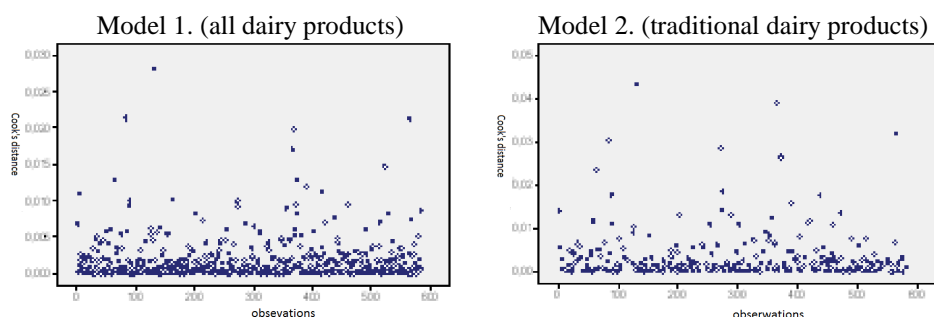 Model 1. (all dairy products)
Model 2. (traditional dairy products)
0,030
0,025
0,020
0,015
0,010
0,005
0,000
Cook's distance
0 100 200 300 400 500 600
obsevations
0,05
0,04
0,03
0,02
0,01
0,00
Cook's distance
0 100 200 300 400 500 600
obserwations